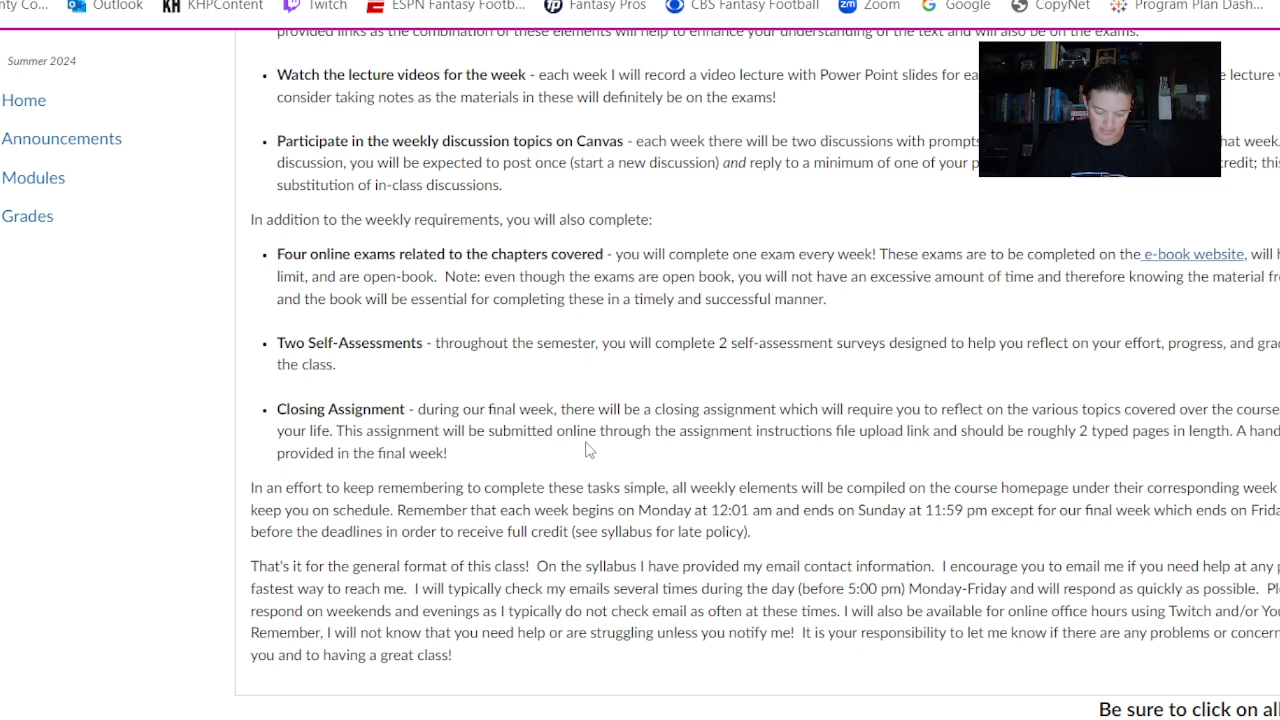 nty Co... Outlook KH KHPContent Twitch ESPN Fantasy Footb... fp Fantasy Pros CBS Fantasy Football zm Zoom G Google CopyNet Program Plan Dash...
provided links as the combination of these elements will help to enhance your understanding of the text and will also be on the exams.
Summer 2024
Home
Announcements
Modules
Grades
• Watch the lecture videos for the week - each week I will record a video lecture with Power Point slides for ea e lecture
consider taking notes as the materials in these will definitely be on the exams!
• Participate in the weekly discussion topics on Canvas - each week there will be two discussions with prompts hat week.
discussion, you will be expected to post once (start a new discussion) and reply to a minimum of one of your p credit; thi
substitution of in-class discussions.
In addition to the weekly requirements, you will also complete:
• Four online exams related to the chapters covered - you will complete one exam every week! These exams are to be completed on the e-book website, will h
limit, and are open-book. Note: even though the exams are open book, you will not have an excessive amount of time and therefore knowing the material fr
and the book will be essential for completing these in a timely and successful manner.
• Two Self-Assessments - throughout the semester, you will complete 2 self-assessment surveys designed to help you reflect on your effort, progress, and gra
the class.
• Closing Assignment - during our final week, there will be a closing assignment which will require you to reflect on the various topics covered over the course
your life. This assignment will be submitted online through the assignment instructions file upload link and should be roughly 2 typed pages in length. A hand
provided in the final week!
In an effort to keep remembering to complete these tasks simple, all weekly elements will be compiled on the course homepage under their corresponding week
keep you on schedule. Remember that each week begins on Monday at 12:01 am and ends on Sunday at 11:59 pm except for our final week which ends on Frida
before the deadlines in order to receive full credit (see syllabus for late policy).
That's it for the general format of this class! On the syllabus I have provided my email contact information. I encourage you to email me if you need help at any p
fastest way to reach me. I will typically check my emails several times during the day (before 5:00 pm) Monday-Friday and will respond as quickly as possible. Pl
respond on weekends and evenings as I typically do not check email as often at these times. I will also be available for online office hours using Twitch and/or You
Remember, I will not know that you need help or are struggling unless you notify me! It is your responsibility to let me know if there are any problems or concer
you and to having a great class!
Be sure to click on all